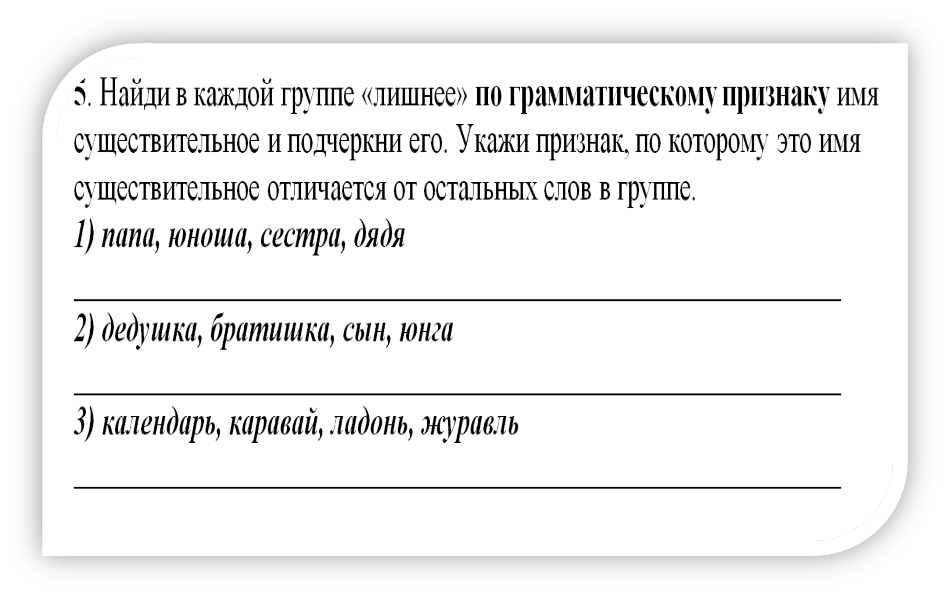 5. Найди в каждой группе «лишнее» по грамматическому признаку имя
существительное и подчеркни его. Укажи признак, по которому это имя
существительное отличается от остальных слов в группе.
1) папа, юноша, сестра, дядя
2) дедушка, братишка, сын, юнга
3) календарь, каравай, ладонь, журавль